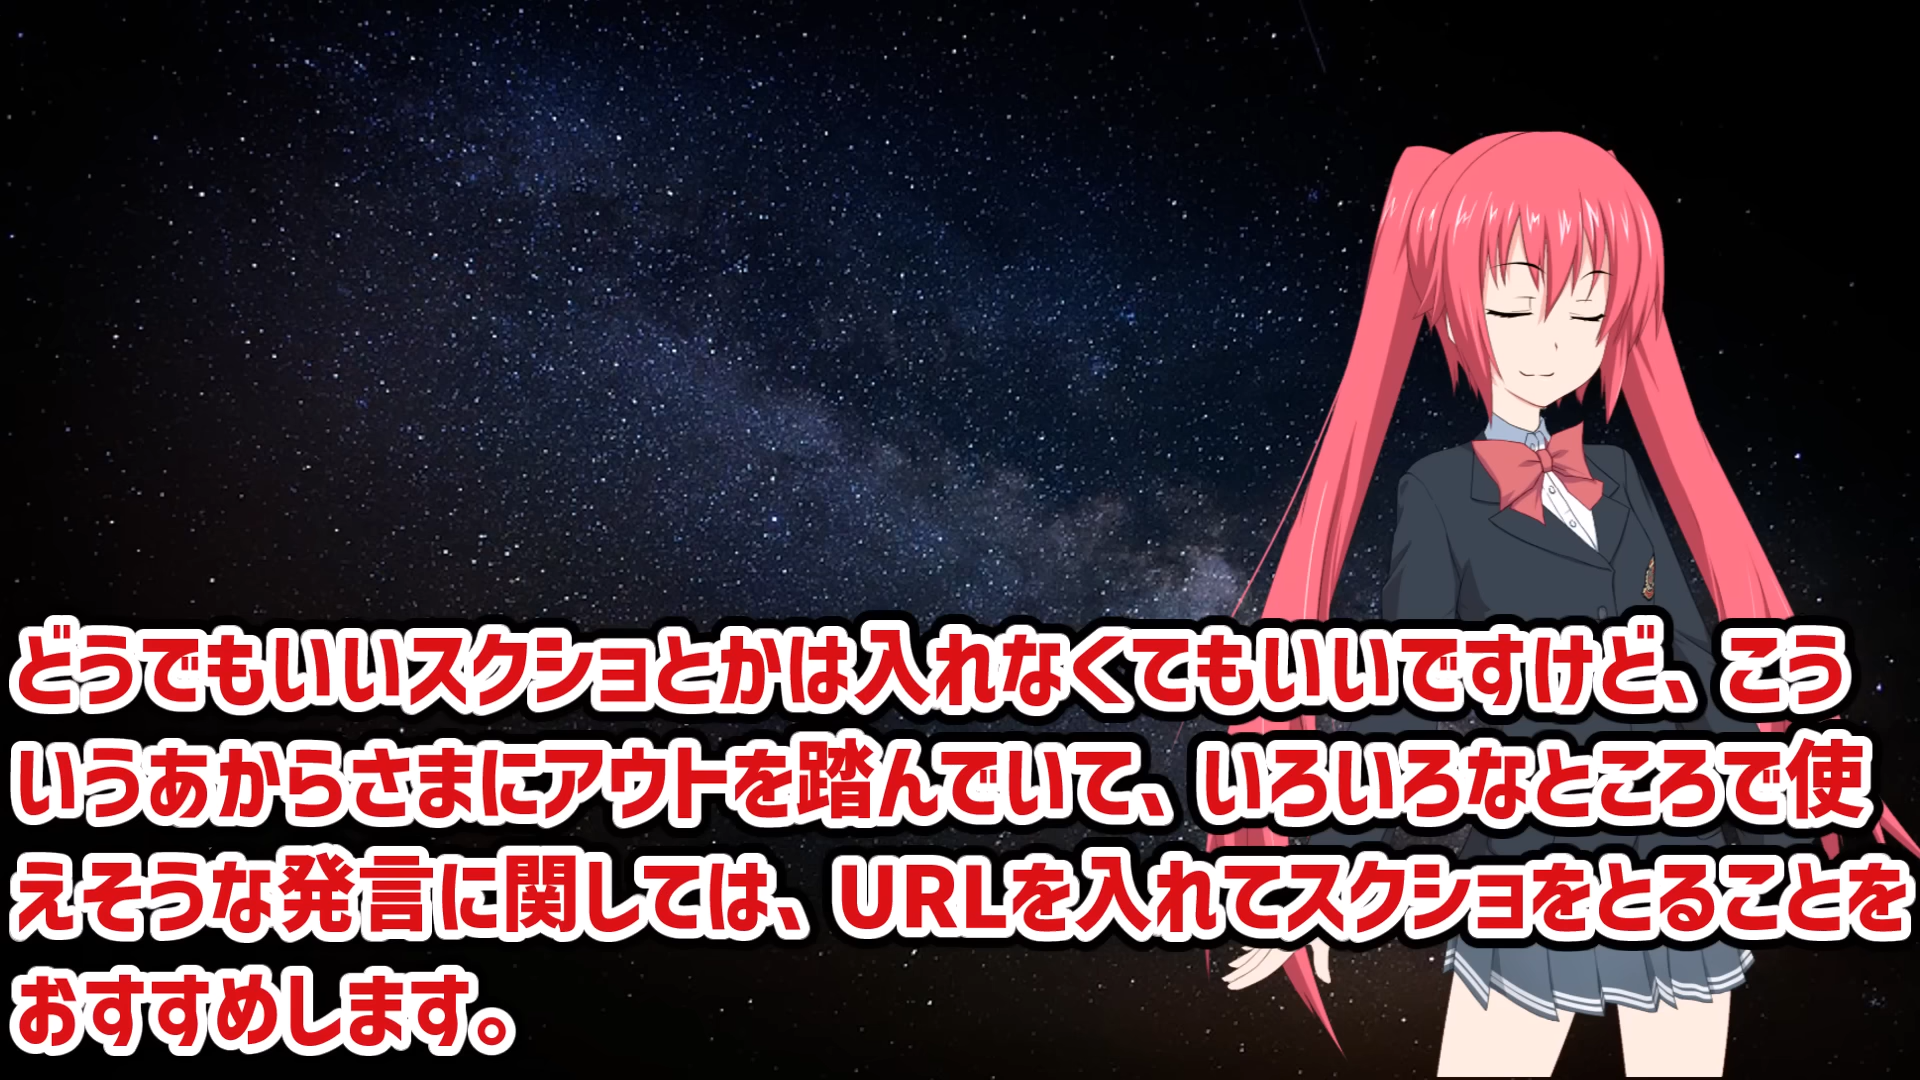 どうでもいいスクショとかは入れなくてもいいですけど、こう
いうあからさまにアウトを踏んでいて、いろいろなところで使
えそうな発言に関しては、URLを入れてスクショをとることを
おすすめします。